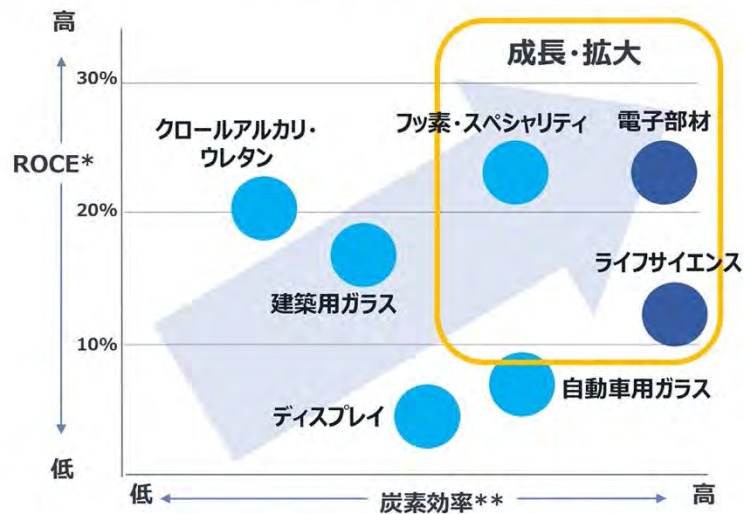 高
成長・拡大
30%
クロールアルカリ・
ウレタン
フッ素・スペシャリティ
電子部材
ROCE*
20%
ライフサイエンス
建築用ガラス
10%
自動車用ガラス
ディスプレイ
低
低
炭素効率**
高